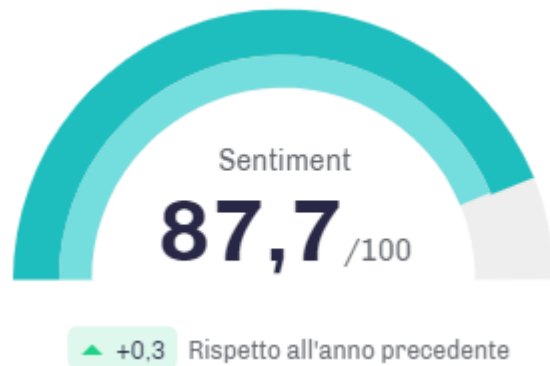 Sentiment
87,7 /100
+0,3 Rispetto all'anno precedente